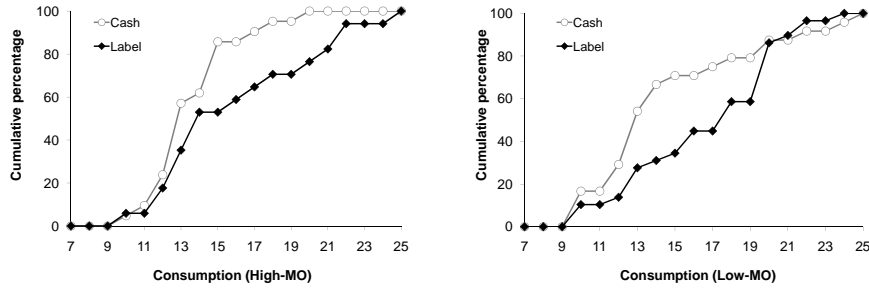 100
80
60
40
20
0
Cumulative percentage
Cash
Label
7 9 11 13 15 17 19 21 23 25
Consumption (High-MO)
100
80
60
40
20
0
Cumulative percentage
Cash
Label
7 9 11 13 15 17 19 21 23 25
Consumption (Low-MO)